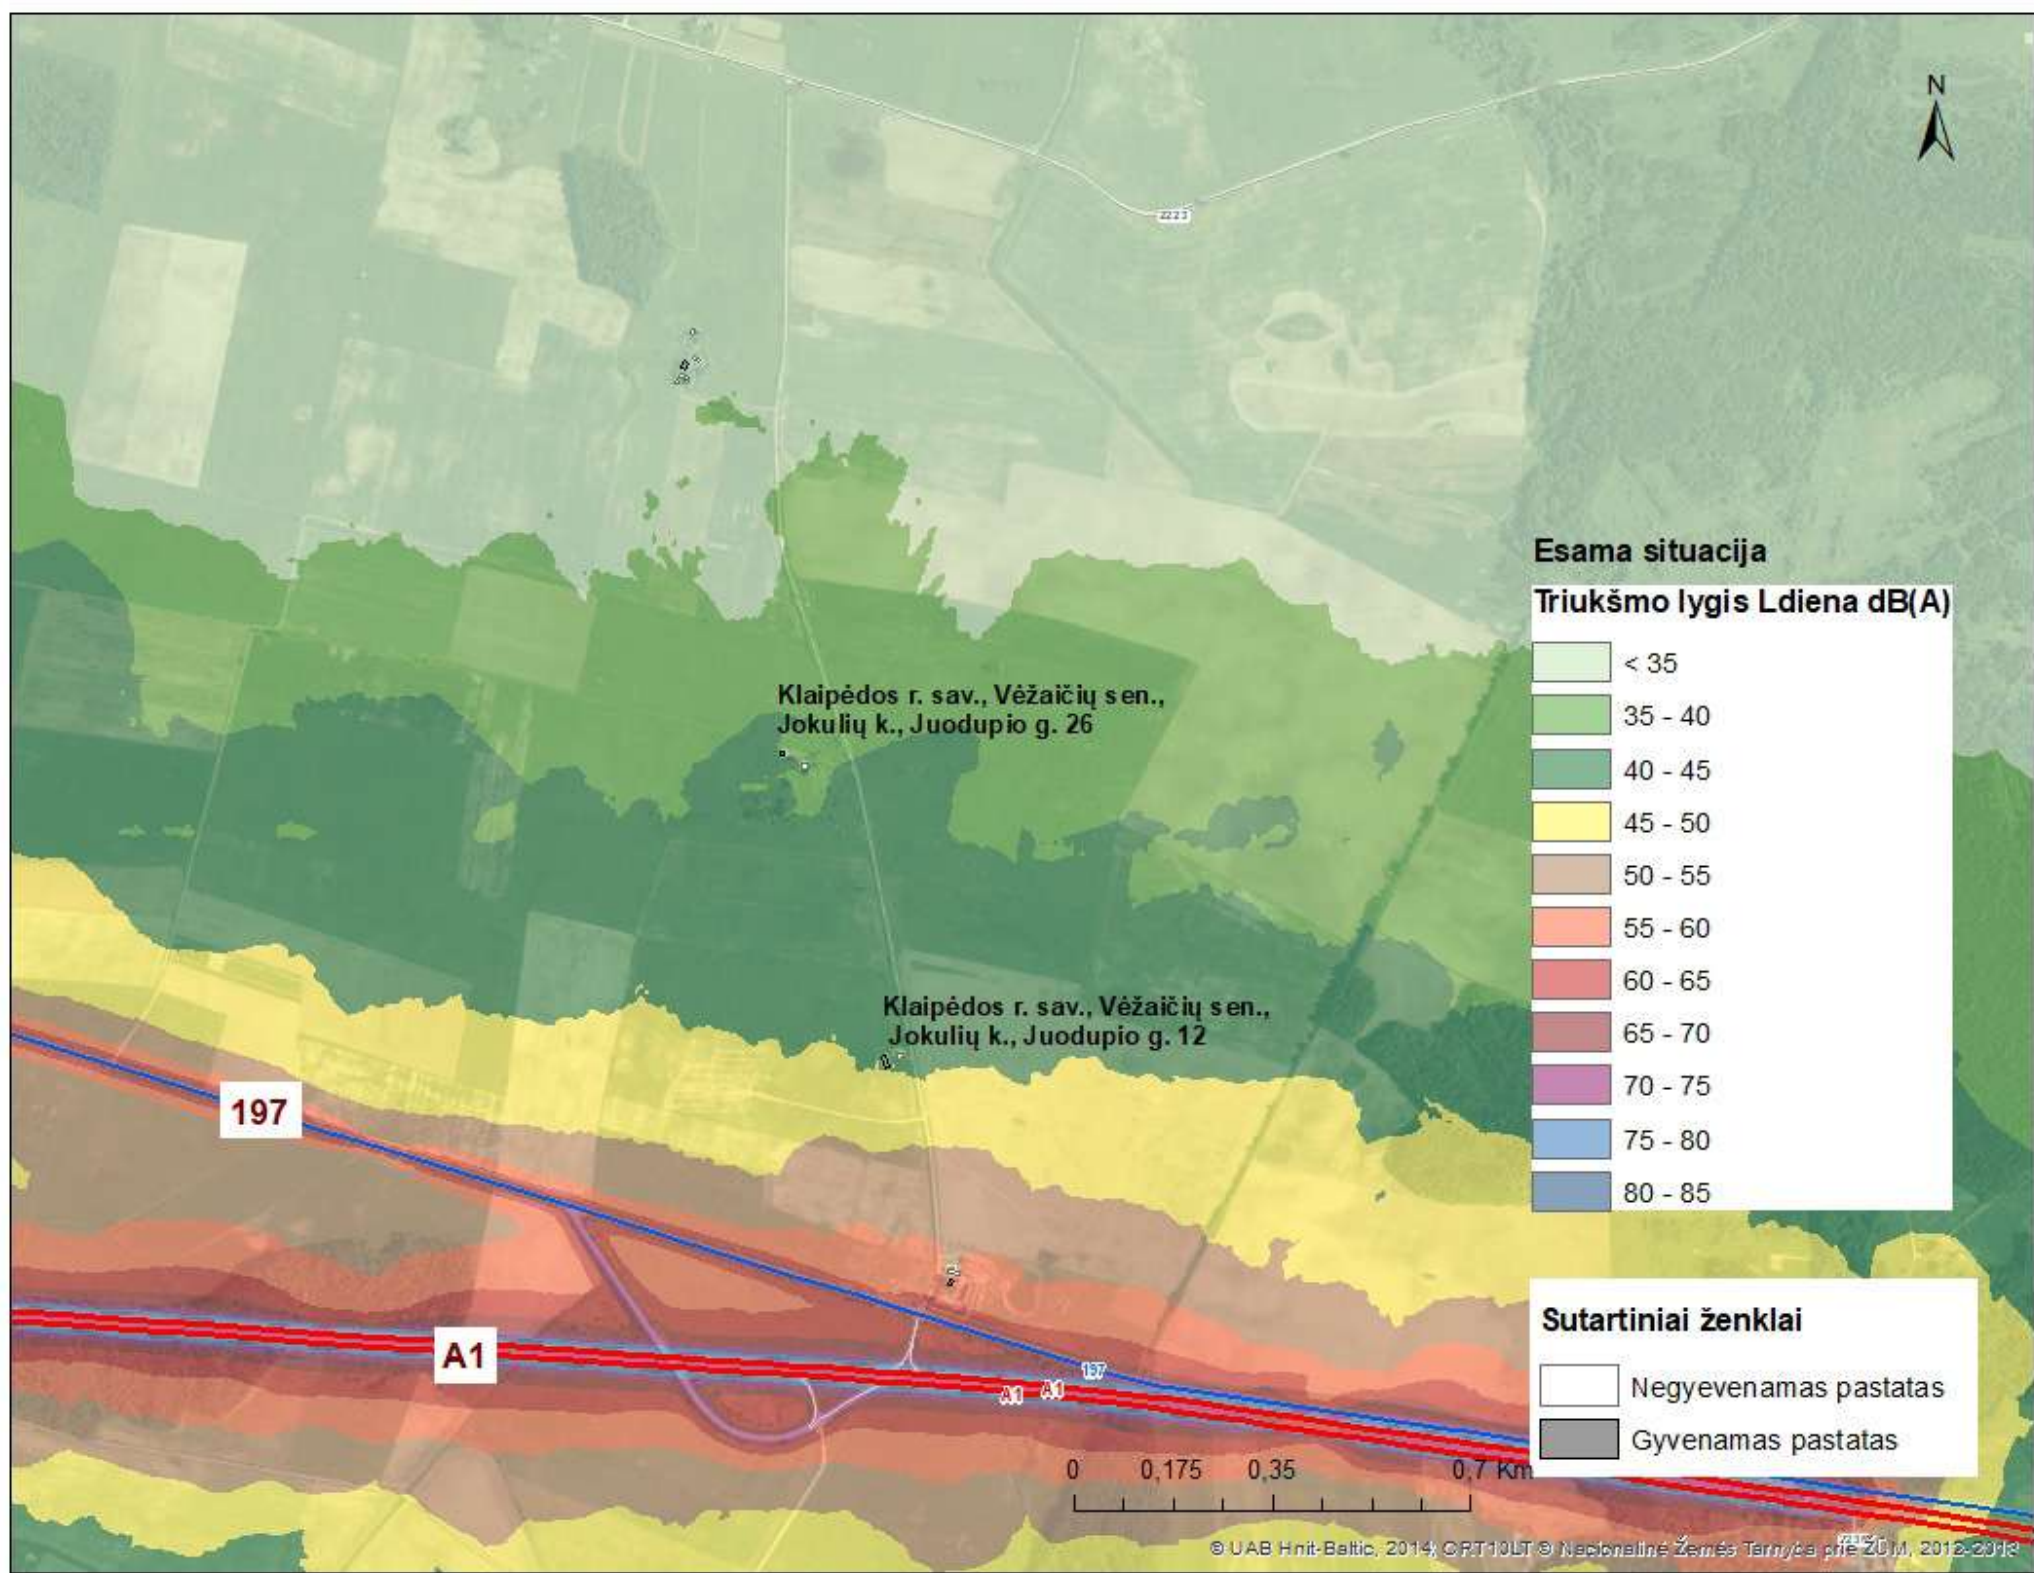 N
2223
Esama situacija
Triukšmo lygis Ldiena dB(A)
< 35
35 - 40
40 - 45
45 - 50
50 - 55
55 - 60
60 - 65
65 - 70
70 - 75
75 - 80
80 - 85
Klaipėdos r. sav., Vėžaičių sen.,
Jokulių k., Juodupio g. 26
Klaipėdos r. sav., Vėžaičių sen.,
Jokulių k., Juodupio g. 12
197
A1
197
A1 A1
Sutartiniai ženklai
Negyevenamas pastatas
Gyvenamas pastatas
0 0,175 0,35 0,7 Km
© UAB Hnit-Baltic, 2014; ORT10LT © Nacionalinė Žemės Tarnyba prie ŽŪM, 2012-2013